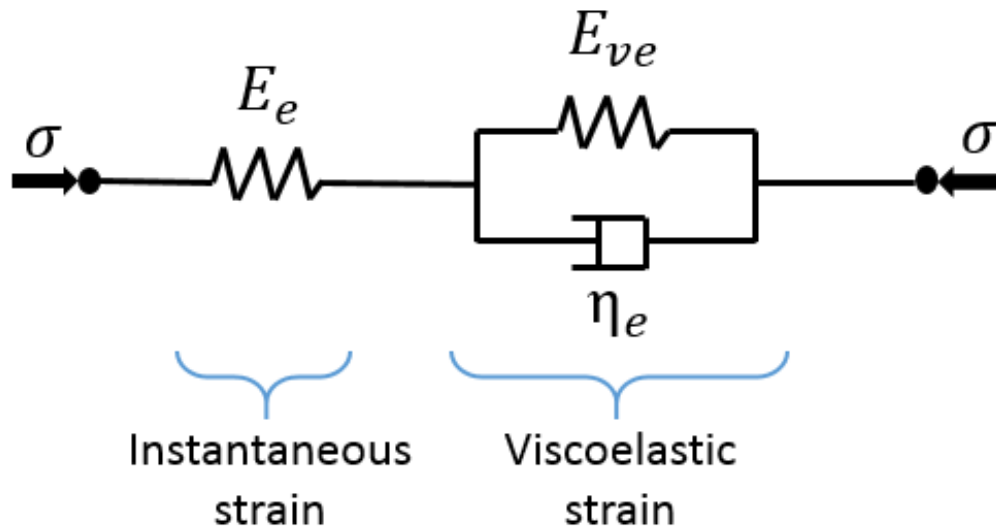 E_ve
E_e
σ
σ
η_e
Instantaneous
strain
Viscoelastic
strain